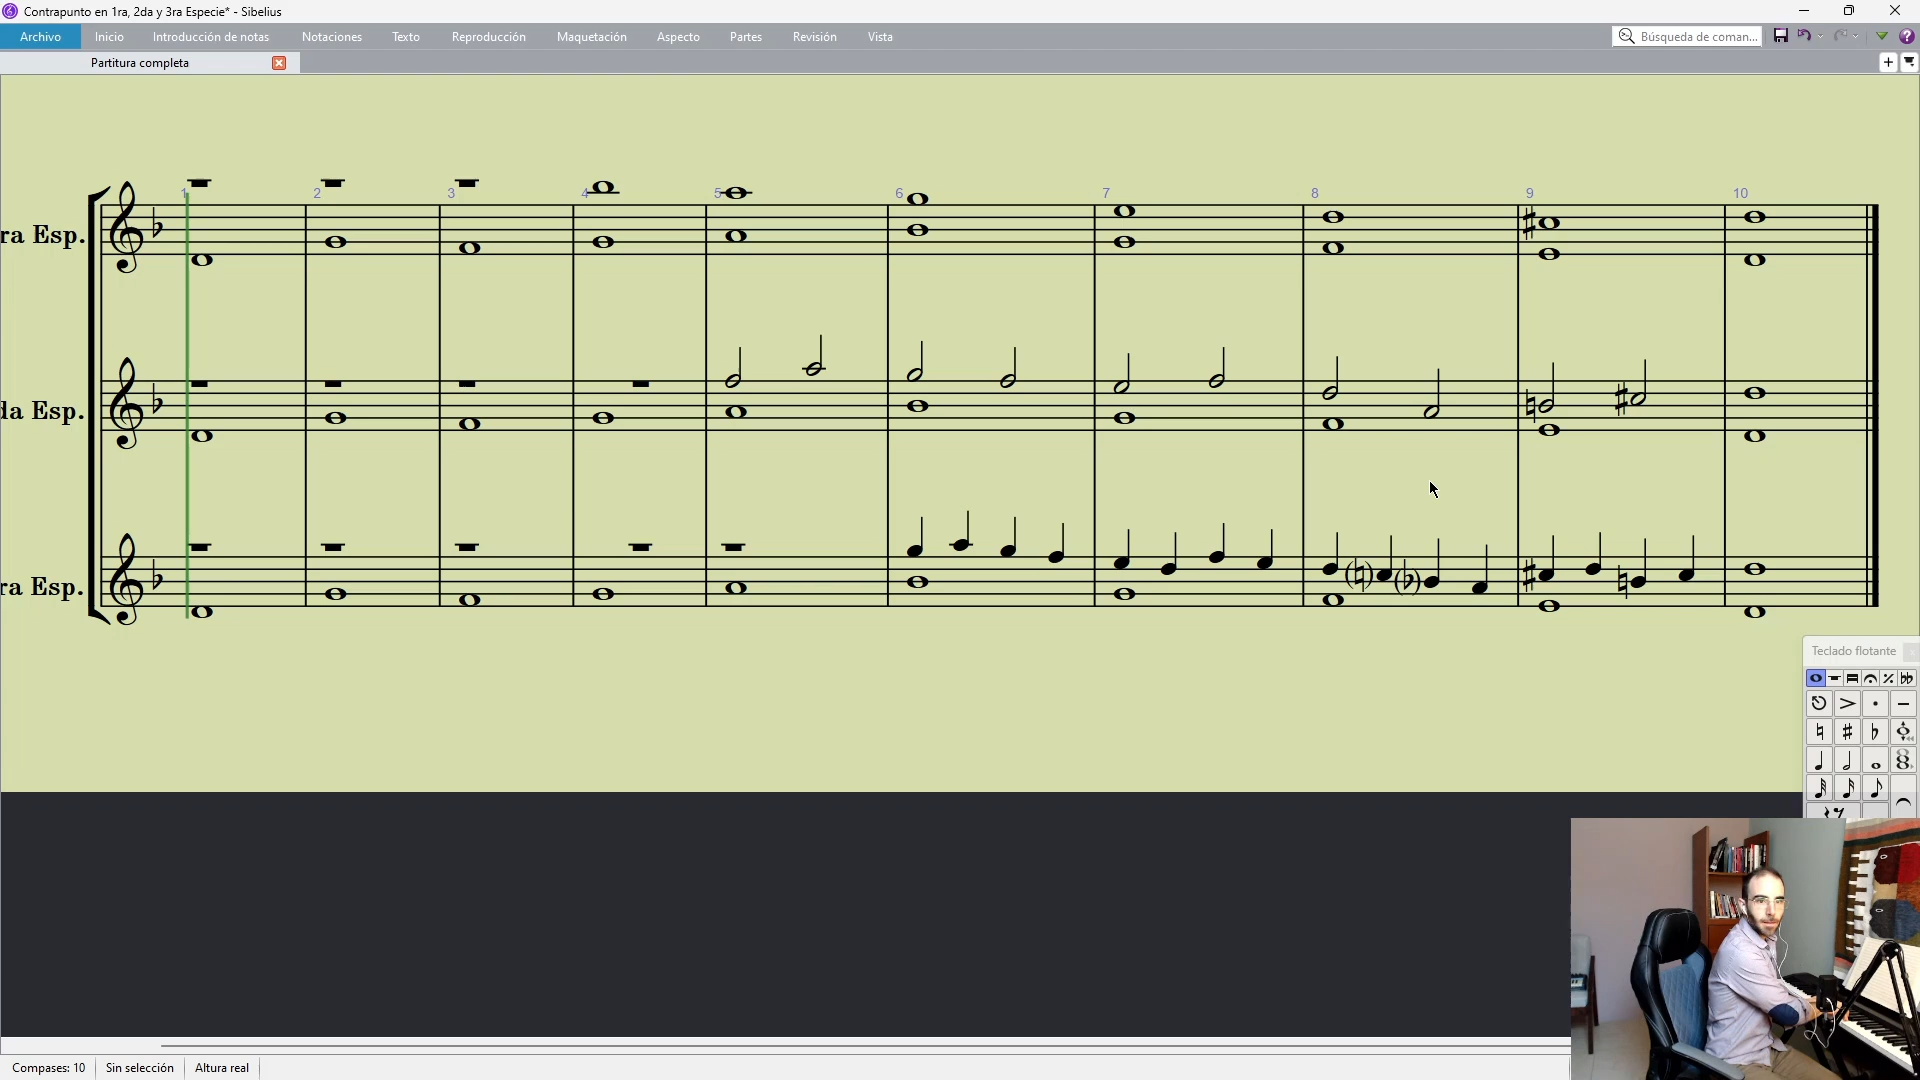 Contrapunto en 1ra, 2da y 3ra Especie* - Sibelius
Archivo Inicio Introducción de notas Notaciones Texto Reproducción Maquetación Aspecto Partes Revisión Vista Búsqueda de coman...
Partitura completa
1 2 3 4 5 6 7 8 9 10
ra Esp.
da Esp.
ra Esp.
Teclado flotante
Compases: 10 Sin selección Altura real